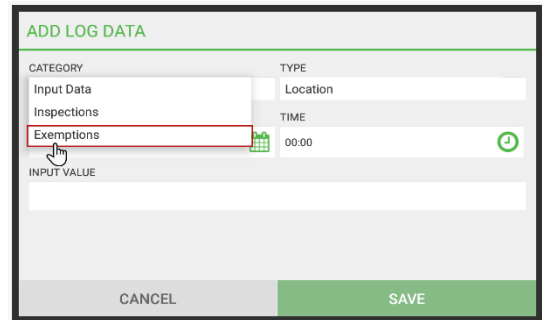 ADD LOG DATA
CATEGORY
TYPE
Input Data
Location
Inspections
TIME
Exemptions
00:00
INPUT VALUE
CANCEL
SAVE